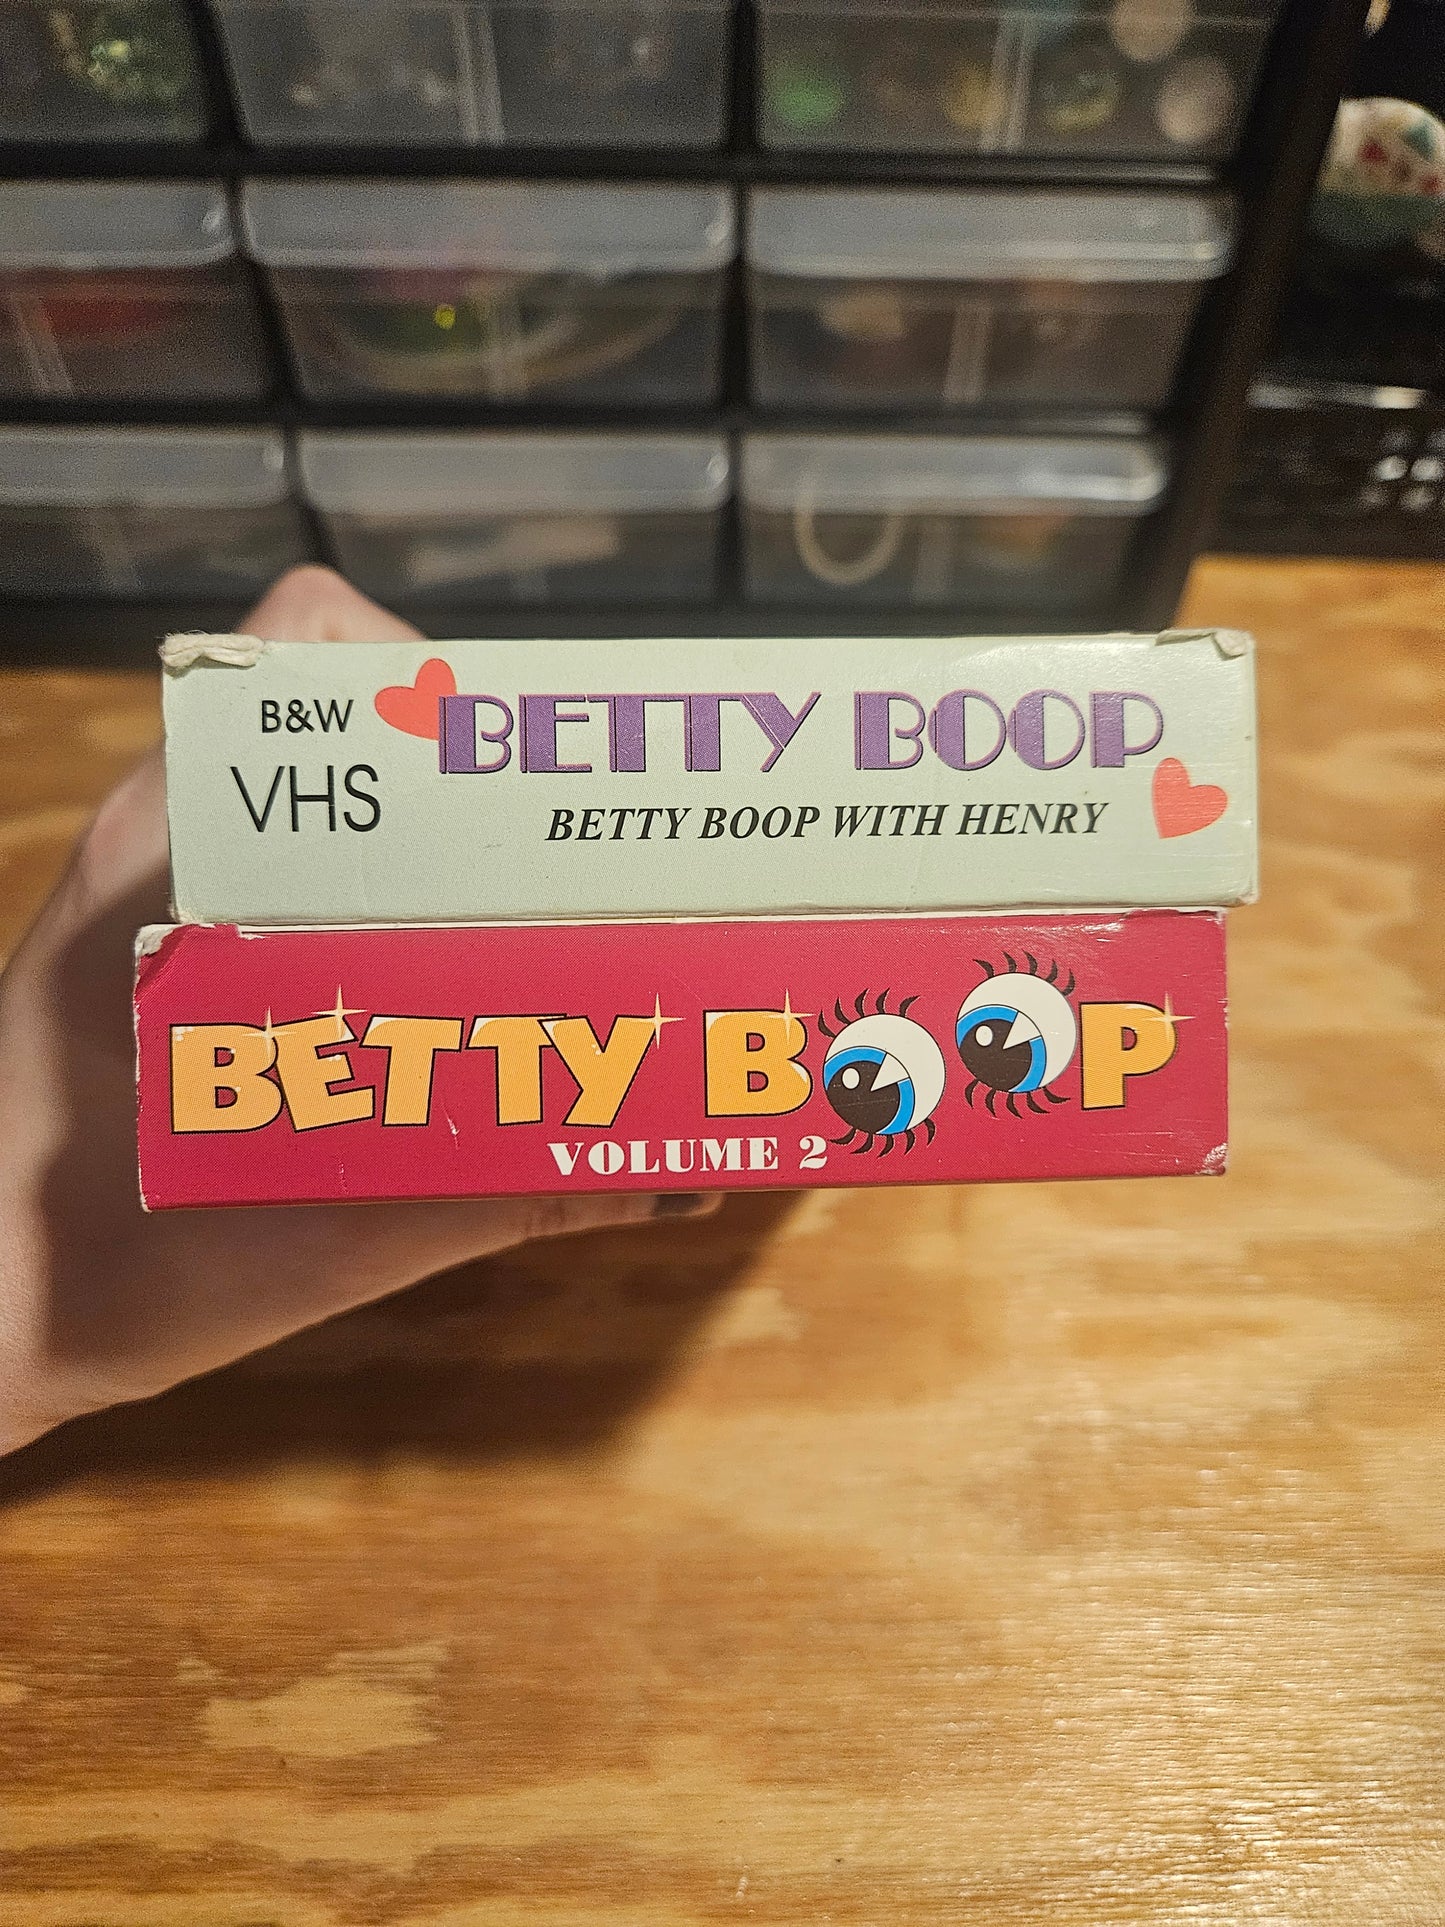 B&W
VHS
BETTY BOOP
BETTY BOOP WITH HENRY
BETTY BOOP
VOLUME 2